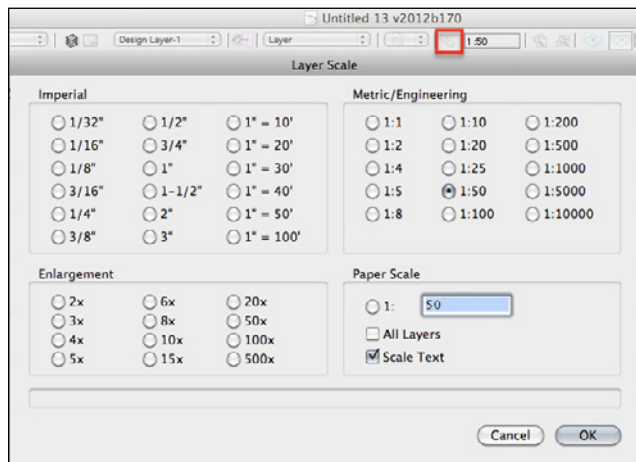 Untitled 13 v2012b170
Design Layer-1 Layer 1:50
Layer Scale
Imperial
1/32" 1/2" 1" = 10'
1/16" 3/4" 1" = 20'
1/8" 1" 1" = 30'
3/16" 1-1/2" 1" = 40'
1/4" 2" 1" = 50'
3/8" 3" 1" = 100'
Metric/Engineering
1:1 1:10 1:200
1:2 1:20 1:500
1:4 1:25 1:1000
1:5 1:50 1:5000
1:8 1:100 1:10000
Enlargement
2x 6x 20x
3x 8x 50x
4x 10x 100x
5x 15x 500x
Paper Scale
1: 50
All Layers
Scale Text
Cancel OK